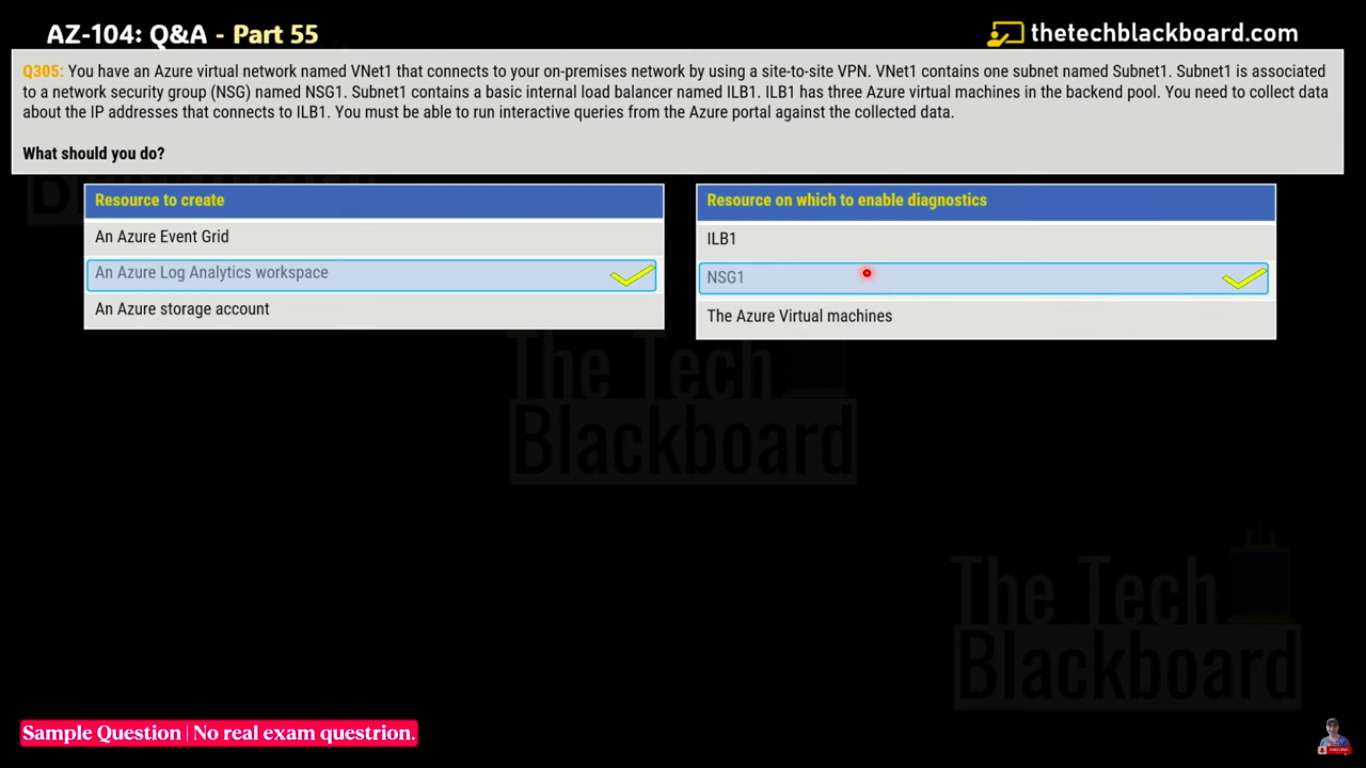 AZ-104: Q&A - Part 55
thetechblackboard.com
Q305: You have an Azure virtual network named VNet1 that connects to your on-premises network by using a site-to-site VPN. VNet1 contains one subnet named Subnet1. Subnet1 is associated
to a network security group (NSG) named NSG1. Subnet1 contains a basic internal load balancer named ILB1. ILB1 has three Azure virtual machines in the backend pool. You need to collect data
about the IP addresses that connects to ILB1. You must be able to run interactive queries from the Azure portal against the collected data.
What should you do?
Resource to create
An Azure Event Grid
An Azure Log Analytics workspace
An Azure storage account
Resource on which to enable diagnostics
ILB1
NSG1
The Azure Virtual machines
The Tech
Blackboard
The Tech
Blackboard
Sample Question | No real exam questrion.